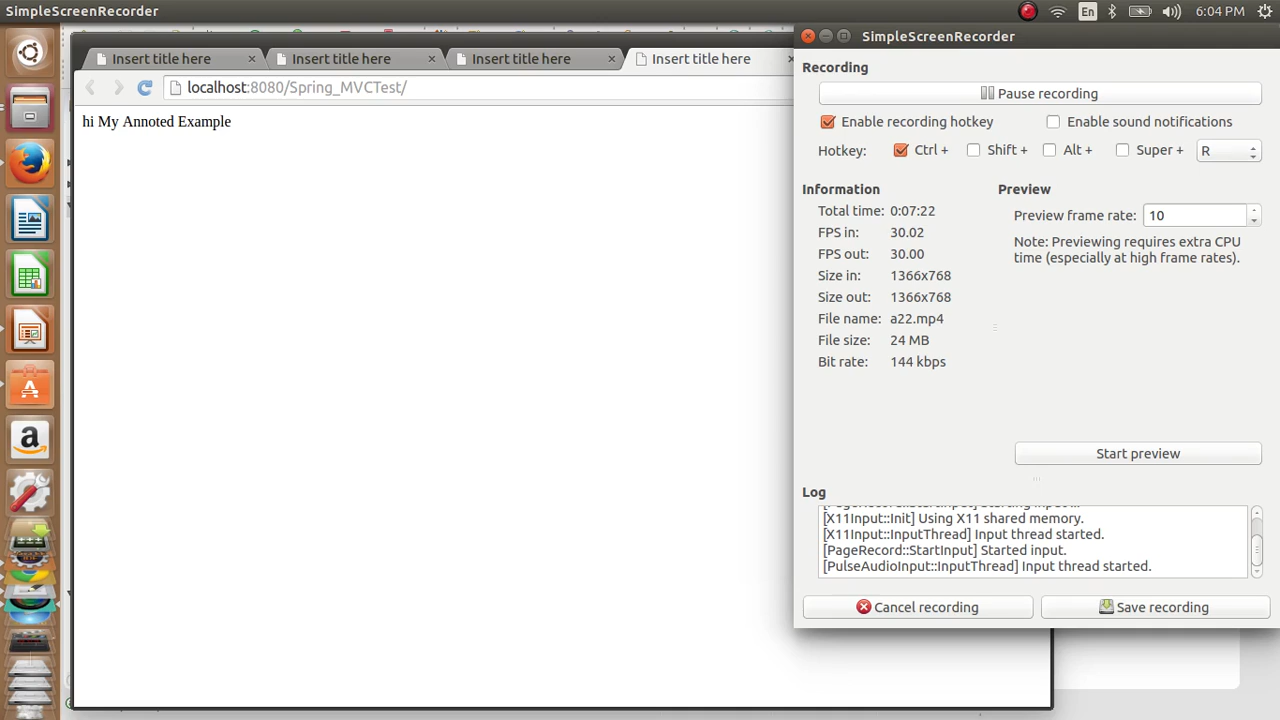 SimpleScreenRecorder
En
6:04 PM
Insert title here
Insert title here
Insert title here
Insert title here
localhost:8080/Spring_MVCTest/
hi My Annoted Example
SimpleScreenRecorder
Recording
Pause recording
Enable recording hotkey
Enable sound notifications
Hotkey: Ctrl + Shift + Alt + Super + R
Information
Total time: 0:07:22
FPS in: 30.02
FPS out: 30.00
Size in: 1366x768
Size out: 1366x768
File name: a22.mp4
File size: 24 MB
Bit rate: 144 kbps
Preview
Preview frame rate: 10
Note: Previewing requires extra CPU
time (especially at high frame rates).
Start preview
Log
[X11Input::Init] Using X11 shared memory.
[X11Input::InputThread] Input thread started.
[PageRecord::StartInput] Started input.
[PulseAudioInput::InputThread] Input thread started.
Cancel recording
Save recording